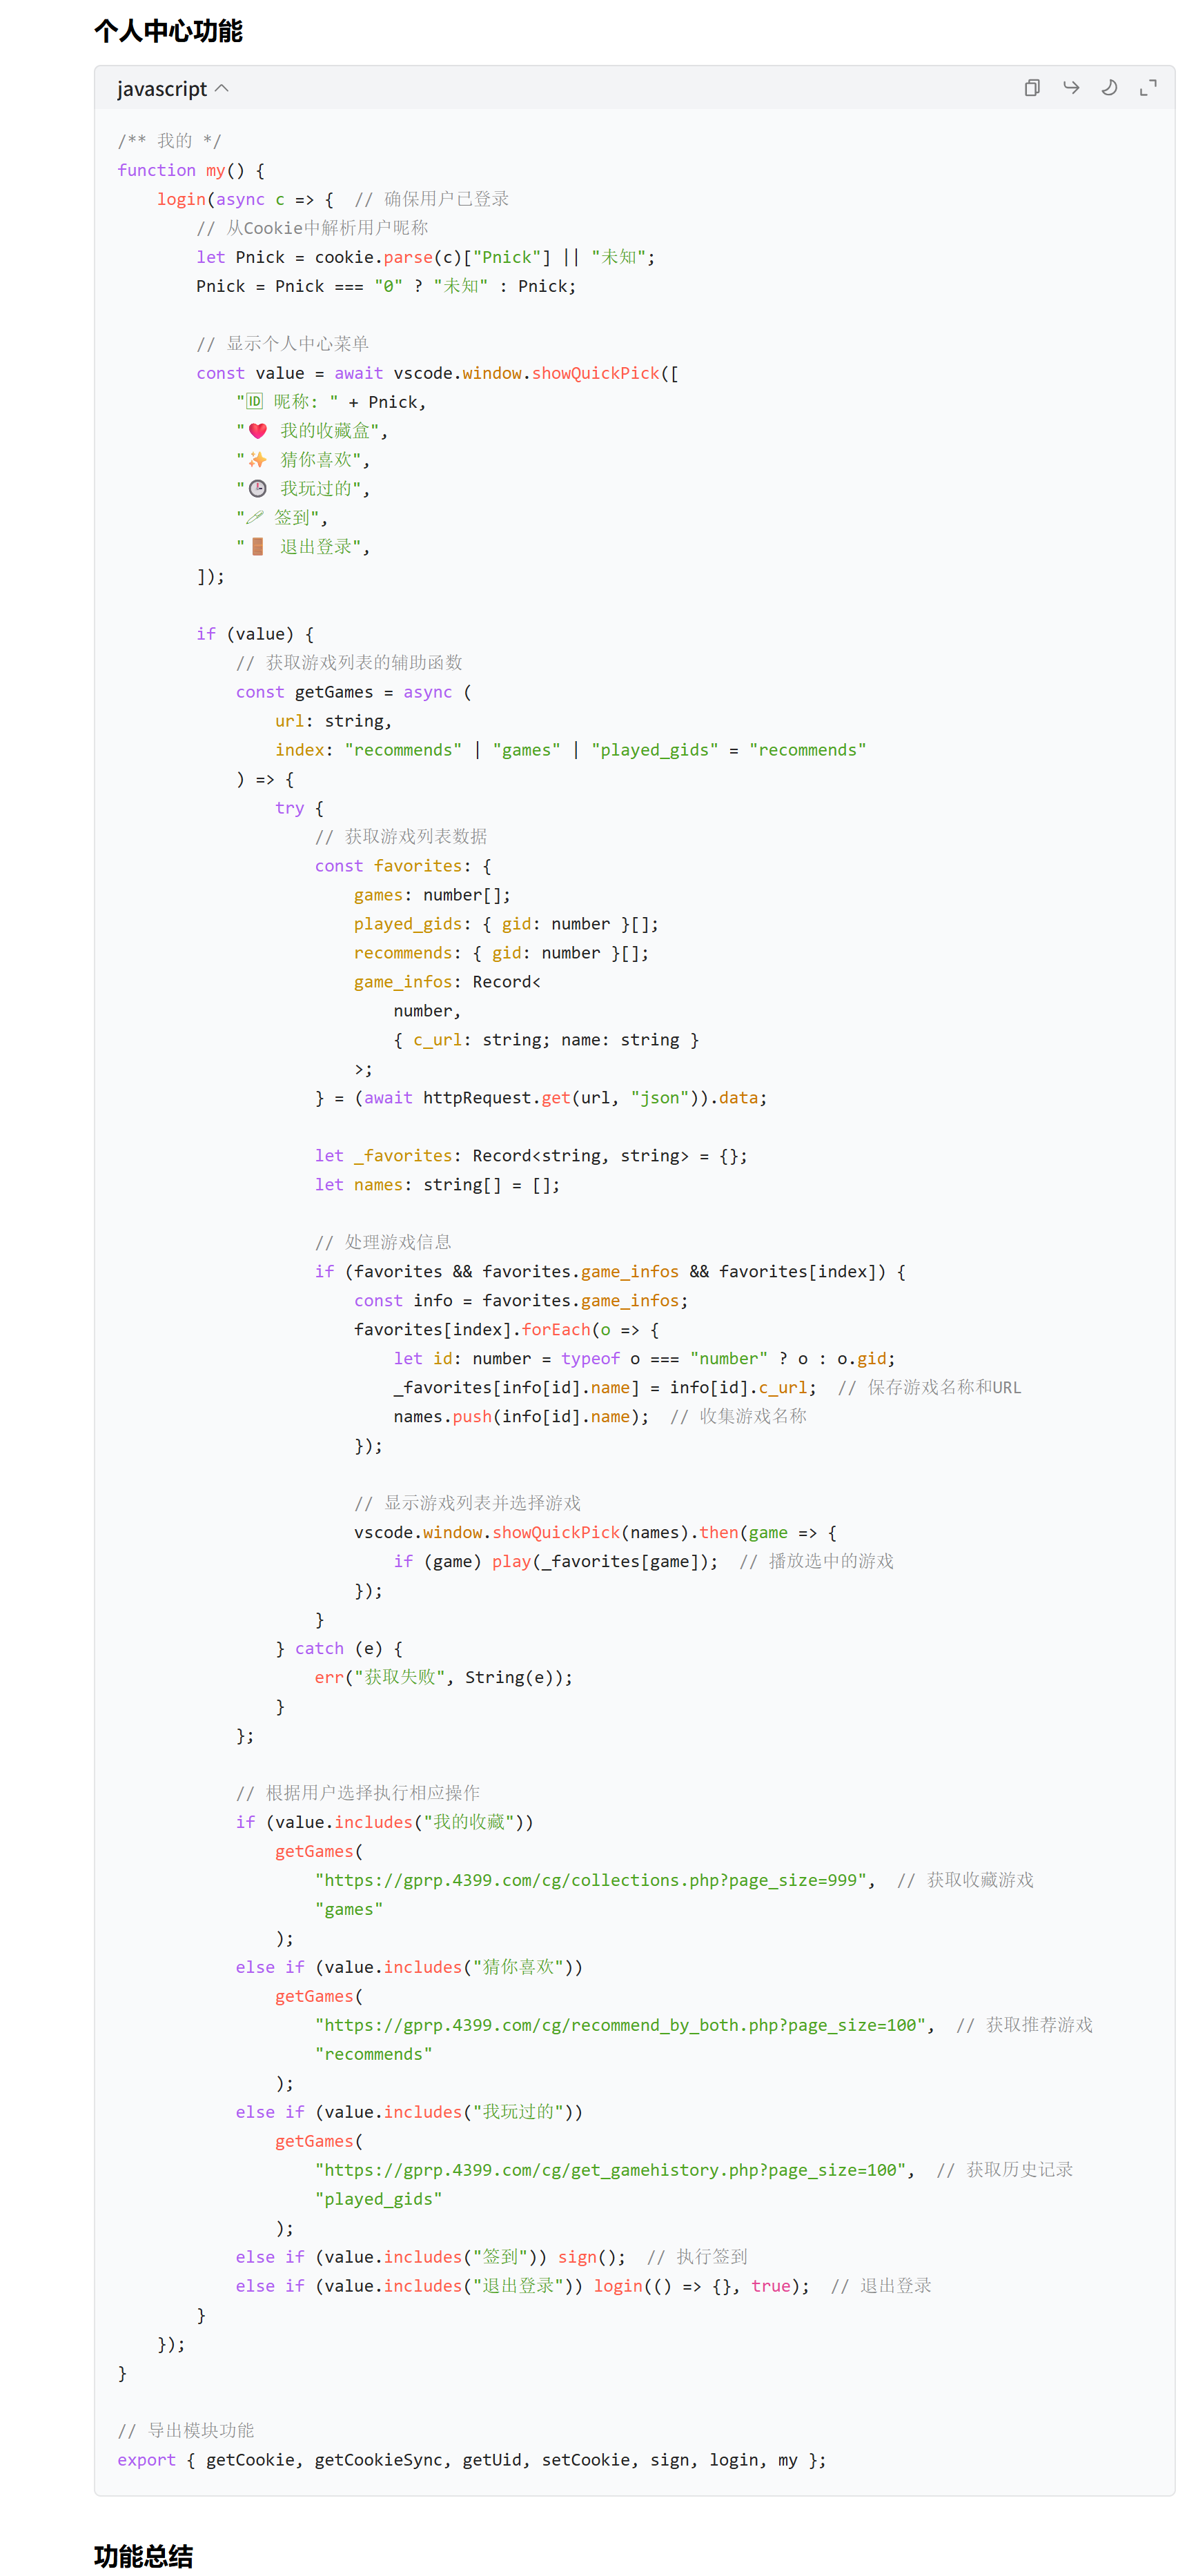 个人中心功能
javascript
/** 我的 */
function my() {
    login(async c => {  // 确保用户已登录
        // 从Cookie中解析用户昵称
        let Pnick = cookie.parse(c)["Pnick"] || "未知";
        Pnick = Pnick === "0" ? "未知" : Pnick;

        // 显示个人中心菜单
        const value = await vscode.window.showQuickPick([
            "🆔 昵称: " + Pnick,
            "❤️ 我的收藏盒",
            "✨ 猜你喜欢",
            "🕒 我玩过的",
            "🖊 签到",
            "🚪 退出登录",
        ]);

        if (value) {
            // 获取游戏列表的辅助函数
            const getGames = async (
                url: string,
                index: "recommends" | "games" | "played_gids" = "recommends"
            ) => {
                try {
                    // 获取游戏列表数据
                    const favorites: {
                        games: number[];
                        played_gids: { gid: number }[];
                        recommends: { gid: number }[];
                        game_infos: Record<
                            number,
                            { c_url: string; name: string }
                        >;
                    } = (await httpRequest.get(url, "json")).data;

                    let _favorites: Record<string, string> = {};
                    let names: string[] = [];

                    // 处理游戏信息
                    if (favorites && favorites.game_infos && favorites[index]) {
                        const info = favorites.game_infos;
                        favorites[index].forEach(o => {
                            let id: number = typeof o === "number" ? o : o.gid;
                            _favorites[info[id].name] = info[id].c_url;  // 保存游戏名称和URL
                            names.push(info[id].name);  // 收集游戏名称
                        });

                        // 显示游戏列表并选择游戏
                        vscode.window.showQuickPick(names).then(game => {
                            if (game) play(_favorites[game]);  // 播放选中的游戏
                        });
                    }
                } catch (e) {
                    err("获取失败", String(e));
                }
            };

            // 根据用户选择执行相应操作
            if (value.includes("我的收藏"))
                getGames(
                    "https://gprp.4399.com/cg/collections.php?page_size=999",  // 获取收藏游戏
                    "games"
                );
            else if (value.includes("猜你喜欢"))
                getGames(
                    "https://gprp.4399.com/cg/recommend_by_both.php?page_size=100",  // 获取推荐游戏
                    "recommends"
                );
            else if (value.includes("我玩过的"))
                getGames(
                    "https://gprp.4399.com/cg/get_gamehistory.php?page_size=100",  // 获取历史记录
                    "played_gids"
                );
            else if (value.includes("签到")) sign();  // 执行签到
            else if (value.includes("退出登录")) login(() => {}, true);  // 退出登录
        }
    });
}

// 导出模块功能
export { getCookie, getCookieSync, getUid, setCookie, sign, login, my };
功能总结